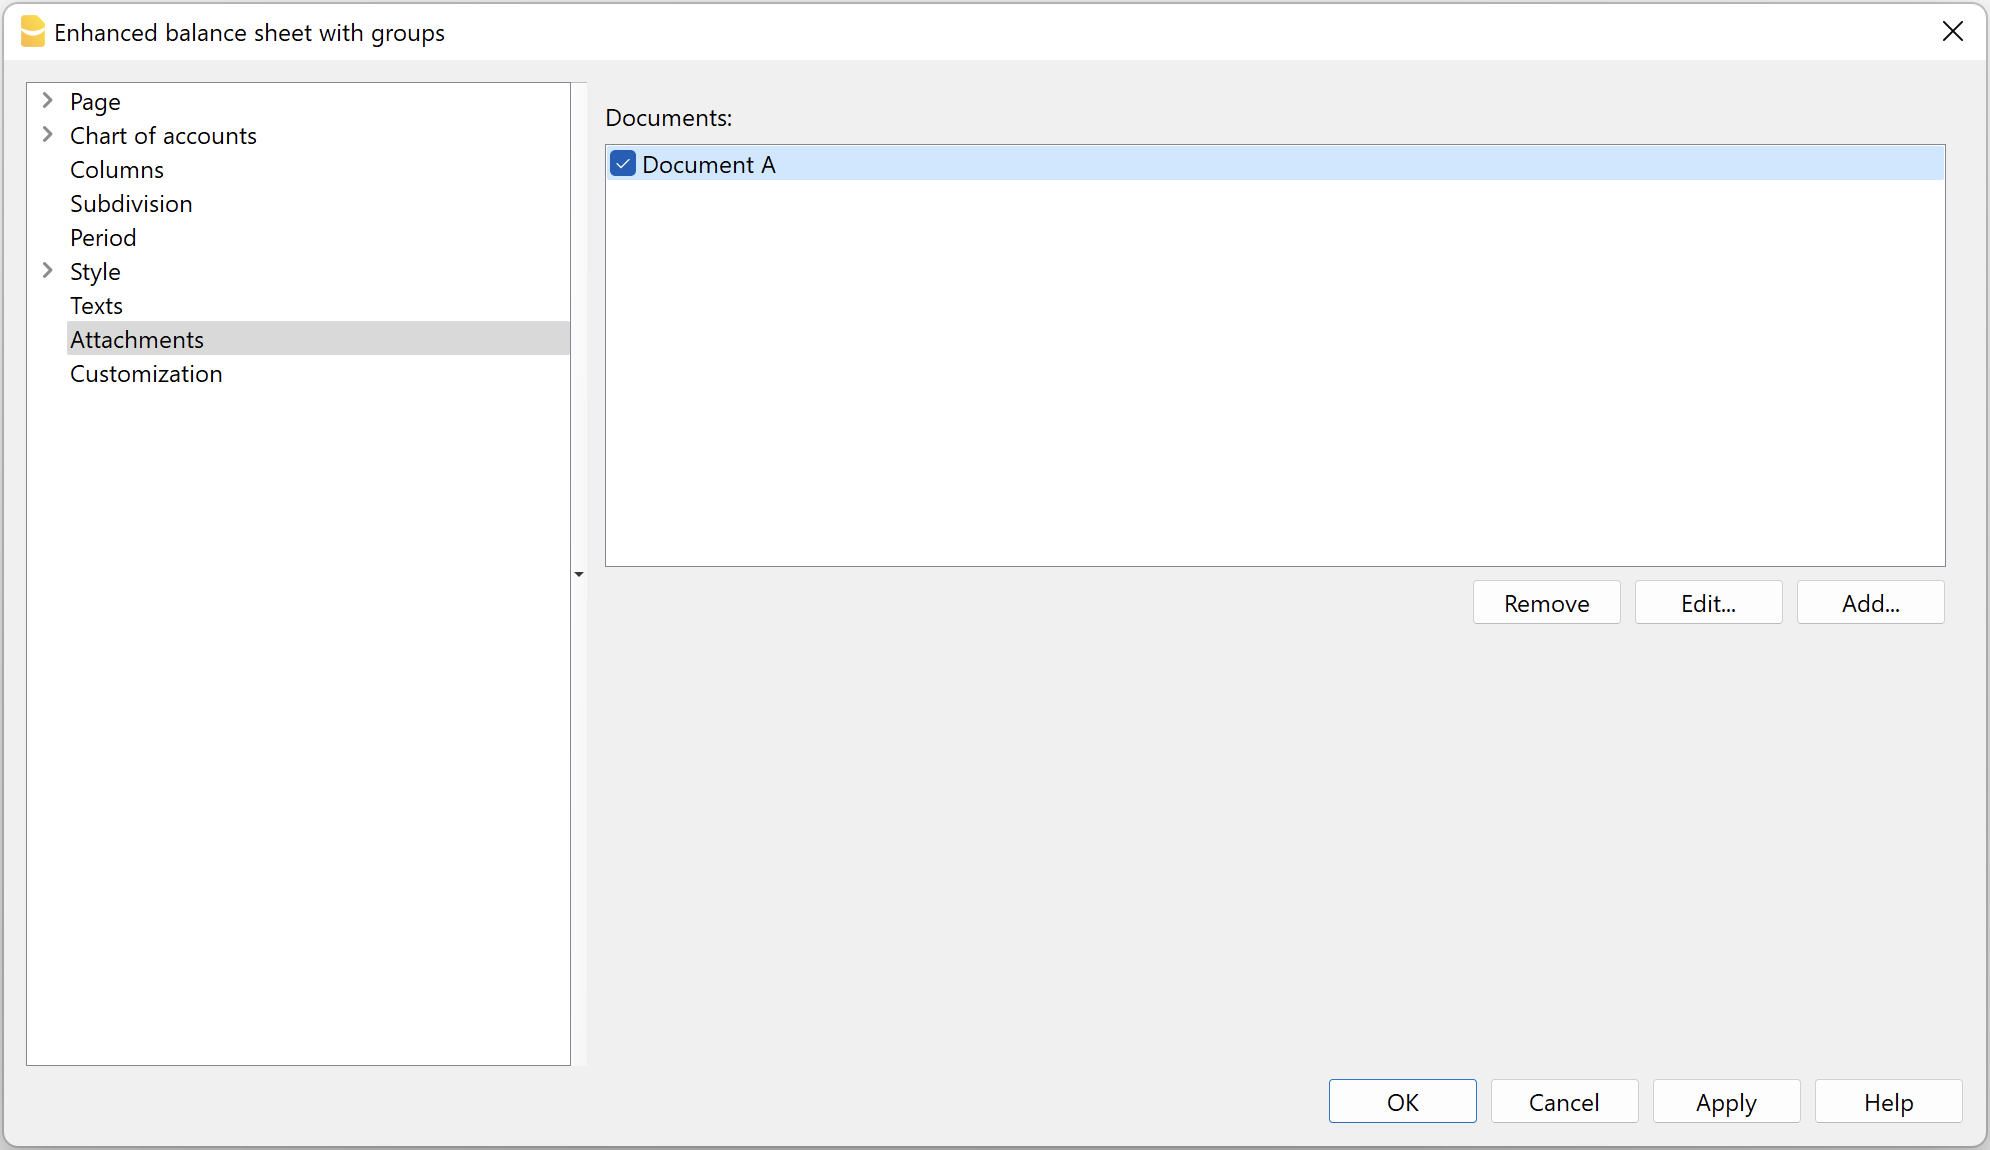 Enhanced balance sheet with groups
Page
Chart of accounts
Columns
Subdivision
Period
Style
Texts
Attachments
Customization
Documents:
Document A
Remove
Edit...
Add...
OK
Cancel
Apply
Help